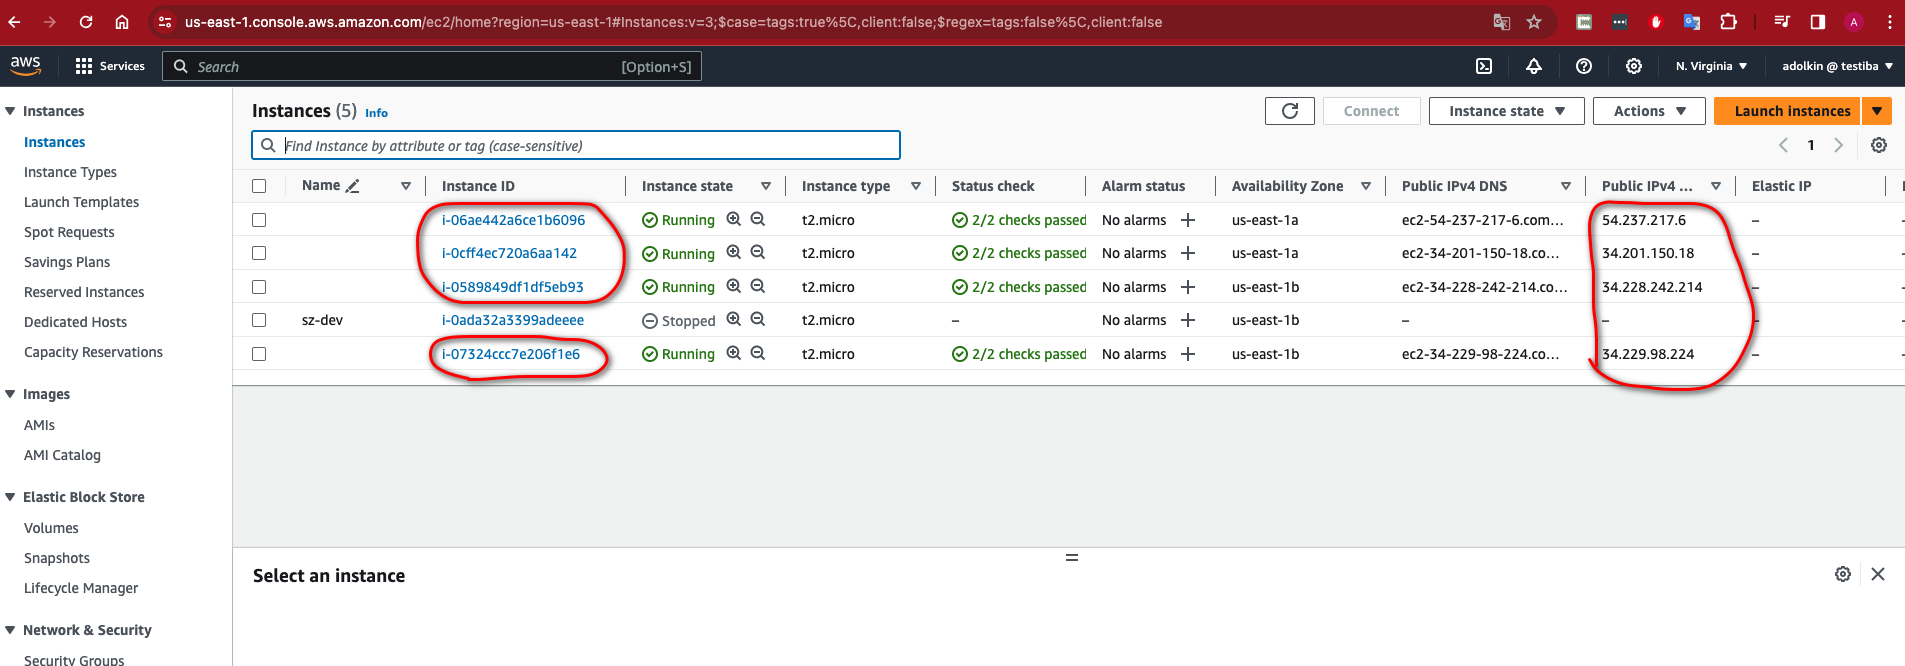 us-east-1.console.aws.amazon.com/ec2/home?region=us-east-1#Instances:v=3;$case=tags:true%5C,client:false;$regex=tags:false%5C,client:false
A
aws Services Search [Option+S] N. Virginia adolkin @ testiba
Instances
Instances
Instance Types
Launch Templates
Spot Requests
Savings Plans
Reserved Instances
Dedicated Hosts
Capacity Reservations
Images
AMIs
AMI Catalog
Elastic Block Store
Volumes
Snapshots
Lifecycle Manager
Network & Security
Security Groups
Instances (5) Info
Connect Instance state Actions Launch instances
Find Instance by attribute or tag (case-sensitive)
1
Name Instance ID Instance state Instance type Status check Alarm status Availability Zone Public IPv4 DNS Public IPv4 ... Elastic IP
i-06ae442a6ce1b6096 Running t2.micro 2/2 checks passed No alarms us-east-1a ec2-54-237-217-6.com... 54.237.217.6 –
i-0cff4ec720a6aa142 Running t2.micro 2/2 checks passed No alarms us-east-1a ec2-34-201-150-18.co... 34.201.150.18 –
i-0589849df1df5eb93 Running t2.micro 2/2 checks passed No alarms us-east-1b ec2-34-228-242-214.co... 34.228.242.214 –
sz-dev i-0ada32a3399adeeee Stopped t2.micro – No alarms us-east-1b – – –
i-07324ccc7e206f1e6 Running t2.micro 2/2 checks passed No alarms us-east-1b ec2-34-229-98-224.co... 34.229.98.224 –
Select an instance